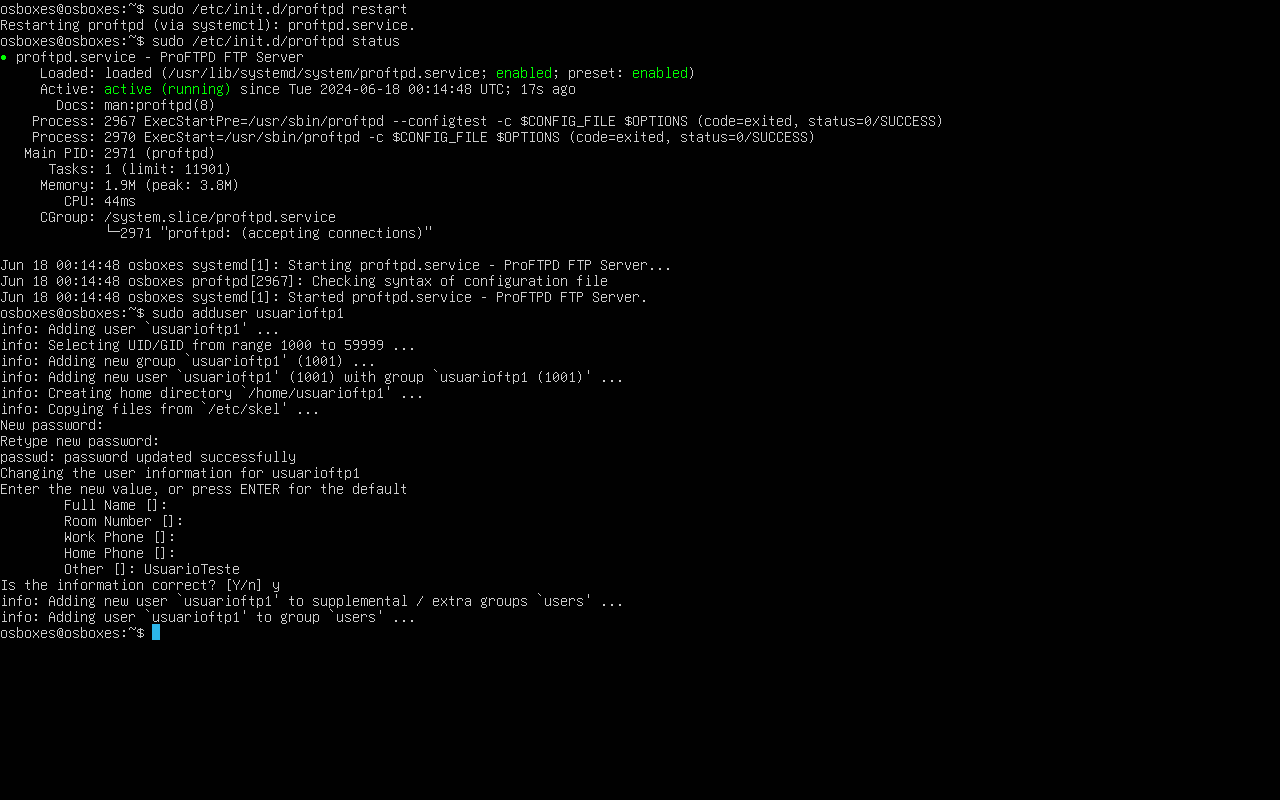 osboxes@osboxes:~$ sudo /etc/init.d/proftpd restart
Restarting proftpd (via systemctl): proftpd.service.
osboxes@osboxes:~$ sudo /etc/init.d/proftpd status
● proftpd.service - ProFTPD FTP Server
     Loaded: loaded (/usr/lib/systemd/system/proftpd.service; enabled; preset: enabled)
     Active: active (running) since Tue 2024-06-18 00:14:48 UTC; 17s ago
       Docs: man:proftpd(8)
    Process: 2967 ExecStartPre=/usr/sbin/proftpd --configtest -c $CONFIG_FILE $OPTIONS (code=exited, status=0/SUCCESS)
    Process: 2970 ExecStart=/usr/sbin/proftpd -c $CONFIG_FILE $OPTIONS (code=exited, status=0/SUCCESS)
   Main PID: 2971 (proftpd)
      Tasks: 1 (limit: 11901)
     Memory: 1.9M (peak: 3.8M)
        CPU: 44ms
     CGroup: /system.slice/proftpd.service
             └─2971 "proftpd: (accepting connections)"

Jun 18 00:14:48 osboxes systemd[1]: Starting proftpd.service - ProFTPD FTP Server...
Jun 18 00:14:48 osboxes proftpd[2967]: Checking syntax of configuration file
Jun 18 00:14:48 osboxes systemd[1]: Started proftpd.service - ProFTPD FTP Server.
osboxes@osboxes:~$ sudo adduser usuarioftp1
info: Adding user `usuarioftp1' ...
info: Selecting UID/GID from range 1000 to 59999 ...
info: Adding new group `usuarioftp1' (1001) ...
info: Adding new user `usuarioftp1' (1001) with group `usuarioftp1 (1001)' ...
info: Creating home directory `/home/usuarioftp1' ...
info: Copying files from `/etc/skel' ...
New password:
Retype new password:
passwd: password updated successfully
Changing the user information for usuarioftp1
Enter the new value, or press ENTER for the default
        Full Name []:
        Room Number []:
        Work Phone []:
        Home Phone []:
        Other []: UsuarioTeste
Is the information correct? [Y/n] y
info: Adding new user `usuarioftp1' to supplemental / extra groups `users' ...
info: Adding user `usuarioftp1' to group `users' ...
osboxes@osboxes:~$